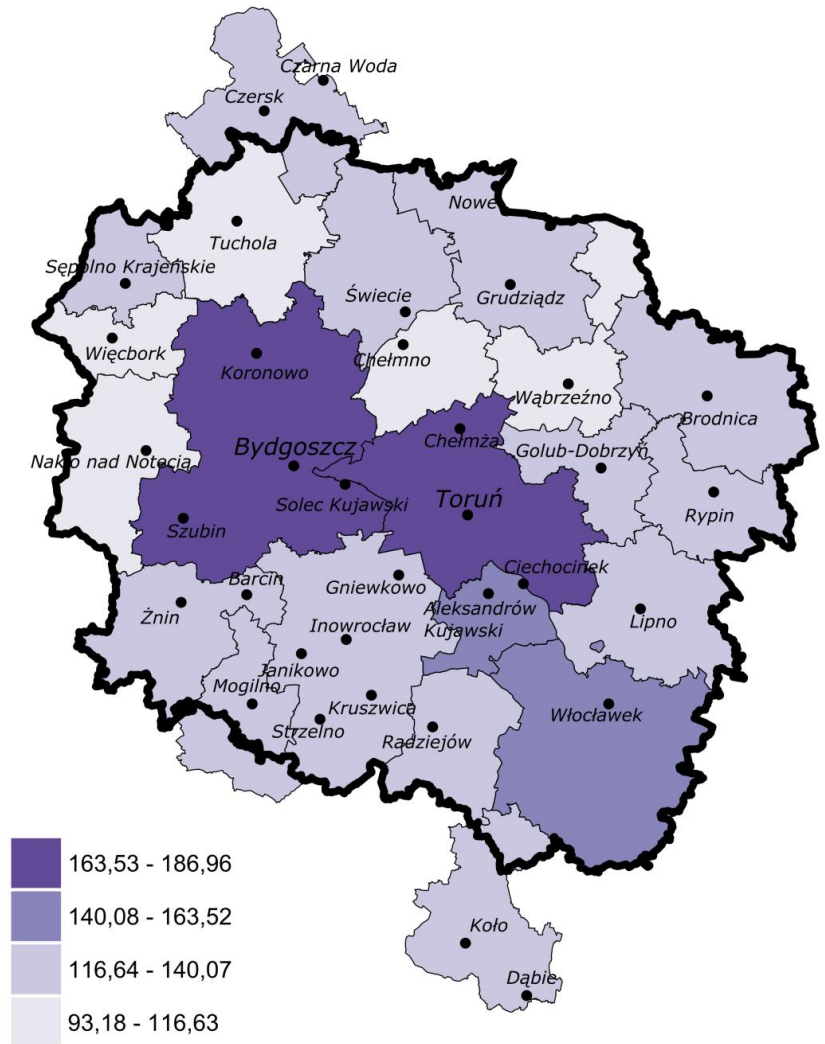 Czarna Woda
Czersk
Nowe
Tuchola
Sępolno Krajeńskie
Świecie
Grudziądz
Więcbork
Chełmno
Koronowo
Wąbrzeźno
Brodnica
Chełmża
Bydgoszcz
Golub-Dobrzyń
Nakło nad Notecią
Solec Kujawski
Toruń
Rypin
Szubin
Ciechocinek
Barcin
Gniewkowo
Aleksandrów
Kujawski
Żnin
Lipno
Inowrocław
Janikowo
Mogilno
Kruszwica
Włocławek
Strzelno
Radziejów
163,53 - 186,96
140,08 - 163,52
116,64 - 140,07
93,18 - 116,63
Koło
Dąbie